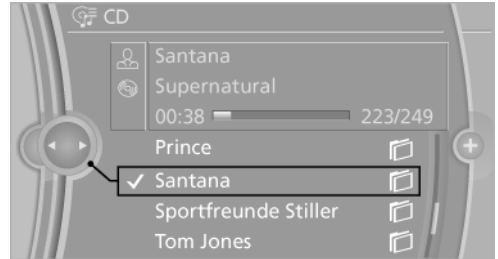 CD
Santana
Supernatural
00:38 223/249
Prince
Santana
Sportfreunde Stiller
Tom Jones